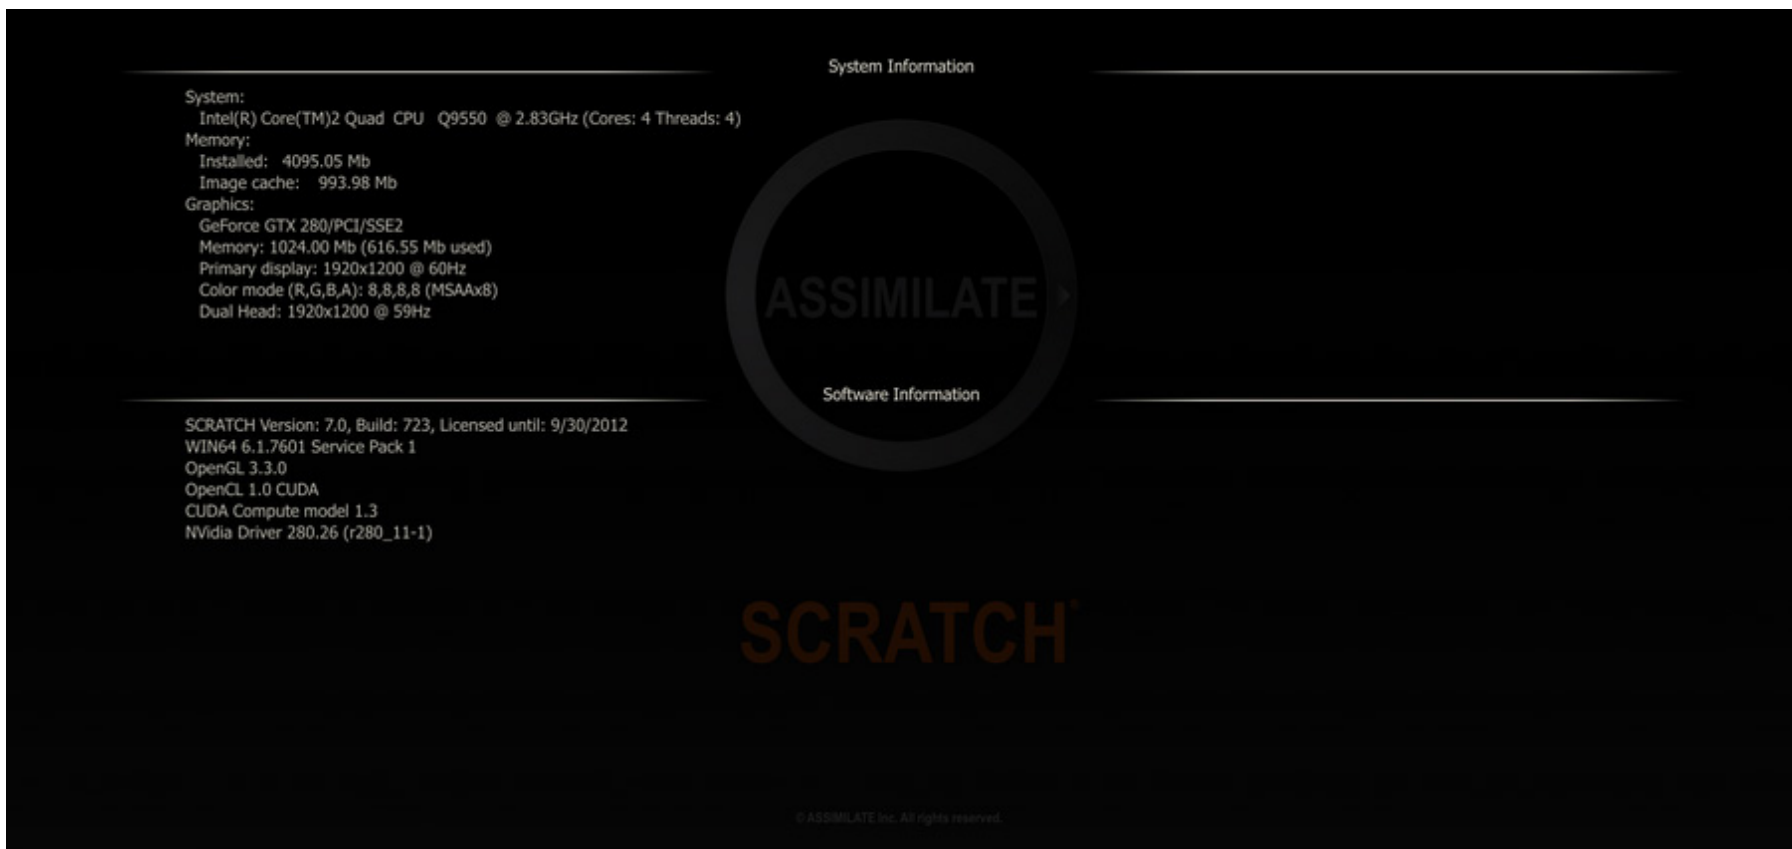 System Information
System:
Intel(R) Core(TM)2 Quad CPU Q9550 @ 2.83GHz (Cores: 4 Threads: 4)
Memory:
Installed: 4095.05 Mb
Image cache: 993.98 Mb
Graphics:
GeForce GTX 280/PCI/SSE2
Memory: 1024.00 Mb (616.55 Mb used)
Primary display: 1920x1200 @ 60Hz
Color mode (R,G,B,A): 8,8,8,8 (MSAAx8)
Dual Head: 1920x1200 @ 59Hz
ASSIMILATE
Software Information
SCRATCH Version: 7.0, Build: 723, Licensed until: 9/30/2012
WIN64 6.1.7601 Service Pack 1
OpenGL 3.3.0
OpenCL 1.0 CUDA
CUDA Compute model 1.3
NVidia Driver 280.26 (r280_11-1)
SCRATCH®
© ASSIMILATE Inc. All rights reserved.